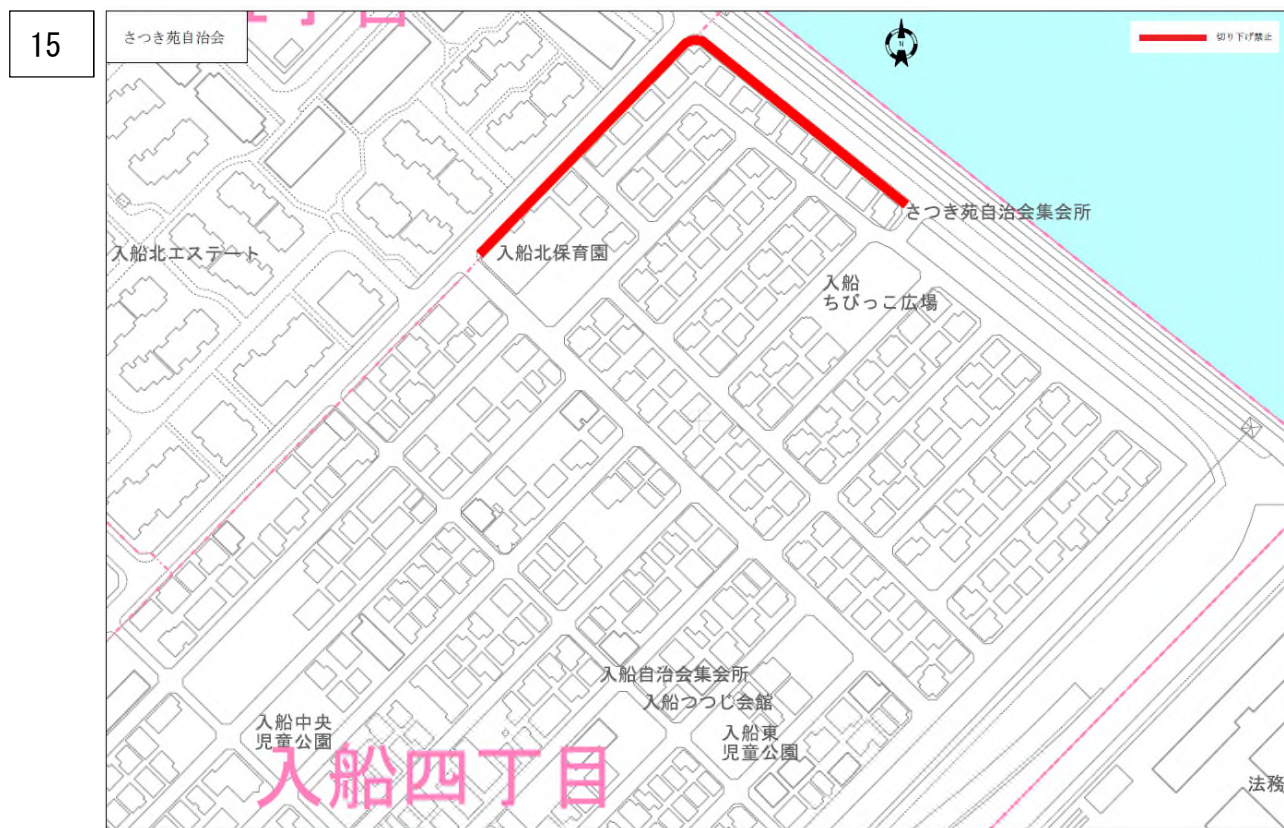 15
さつき苑自治会
丁目
N
切り下げ禁止
さつき苑自治会集会所
入船北エステート
入船北保育園
入船
ちびっこ広場
入船自治会集会所
入船つつじ会館
入船中央
児童公園
入船東
児童公園
入船四丁目
法務